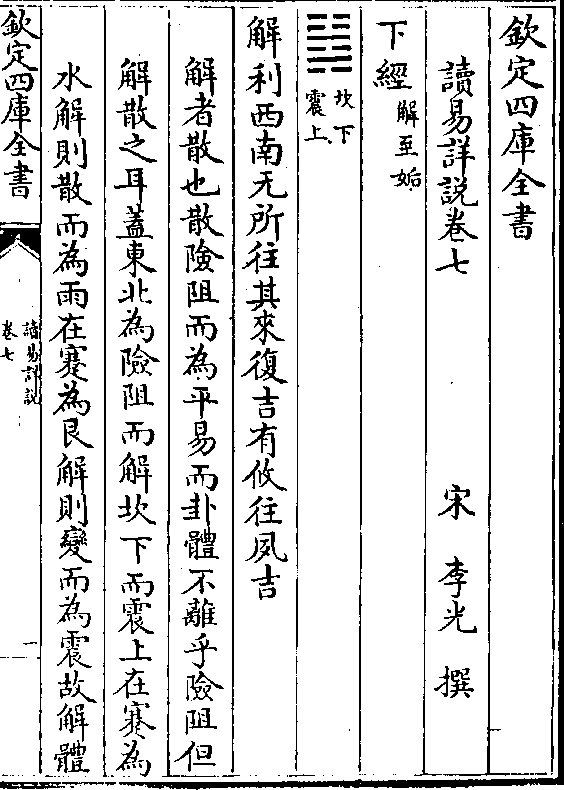 欽定四庫全書
讀易詳説卷七
宋 李光 撰
下經 解至姤
䷧ 坎下 震上
解利西南无所往其來復吉有攸往夙吉
解者散也散險阻而為平易而卦體不離乎險阻但
解散之耳蓋東北為險阻而解坎下而震上在蹇為
水解則散而為雨在蹇為艮解則變而為震故解體
欽定四庫全書
讀易詳説
卷七
一